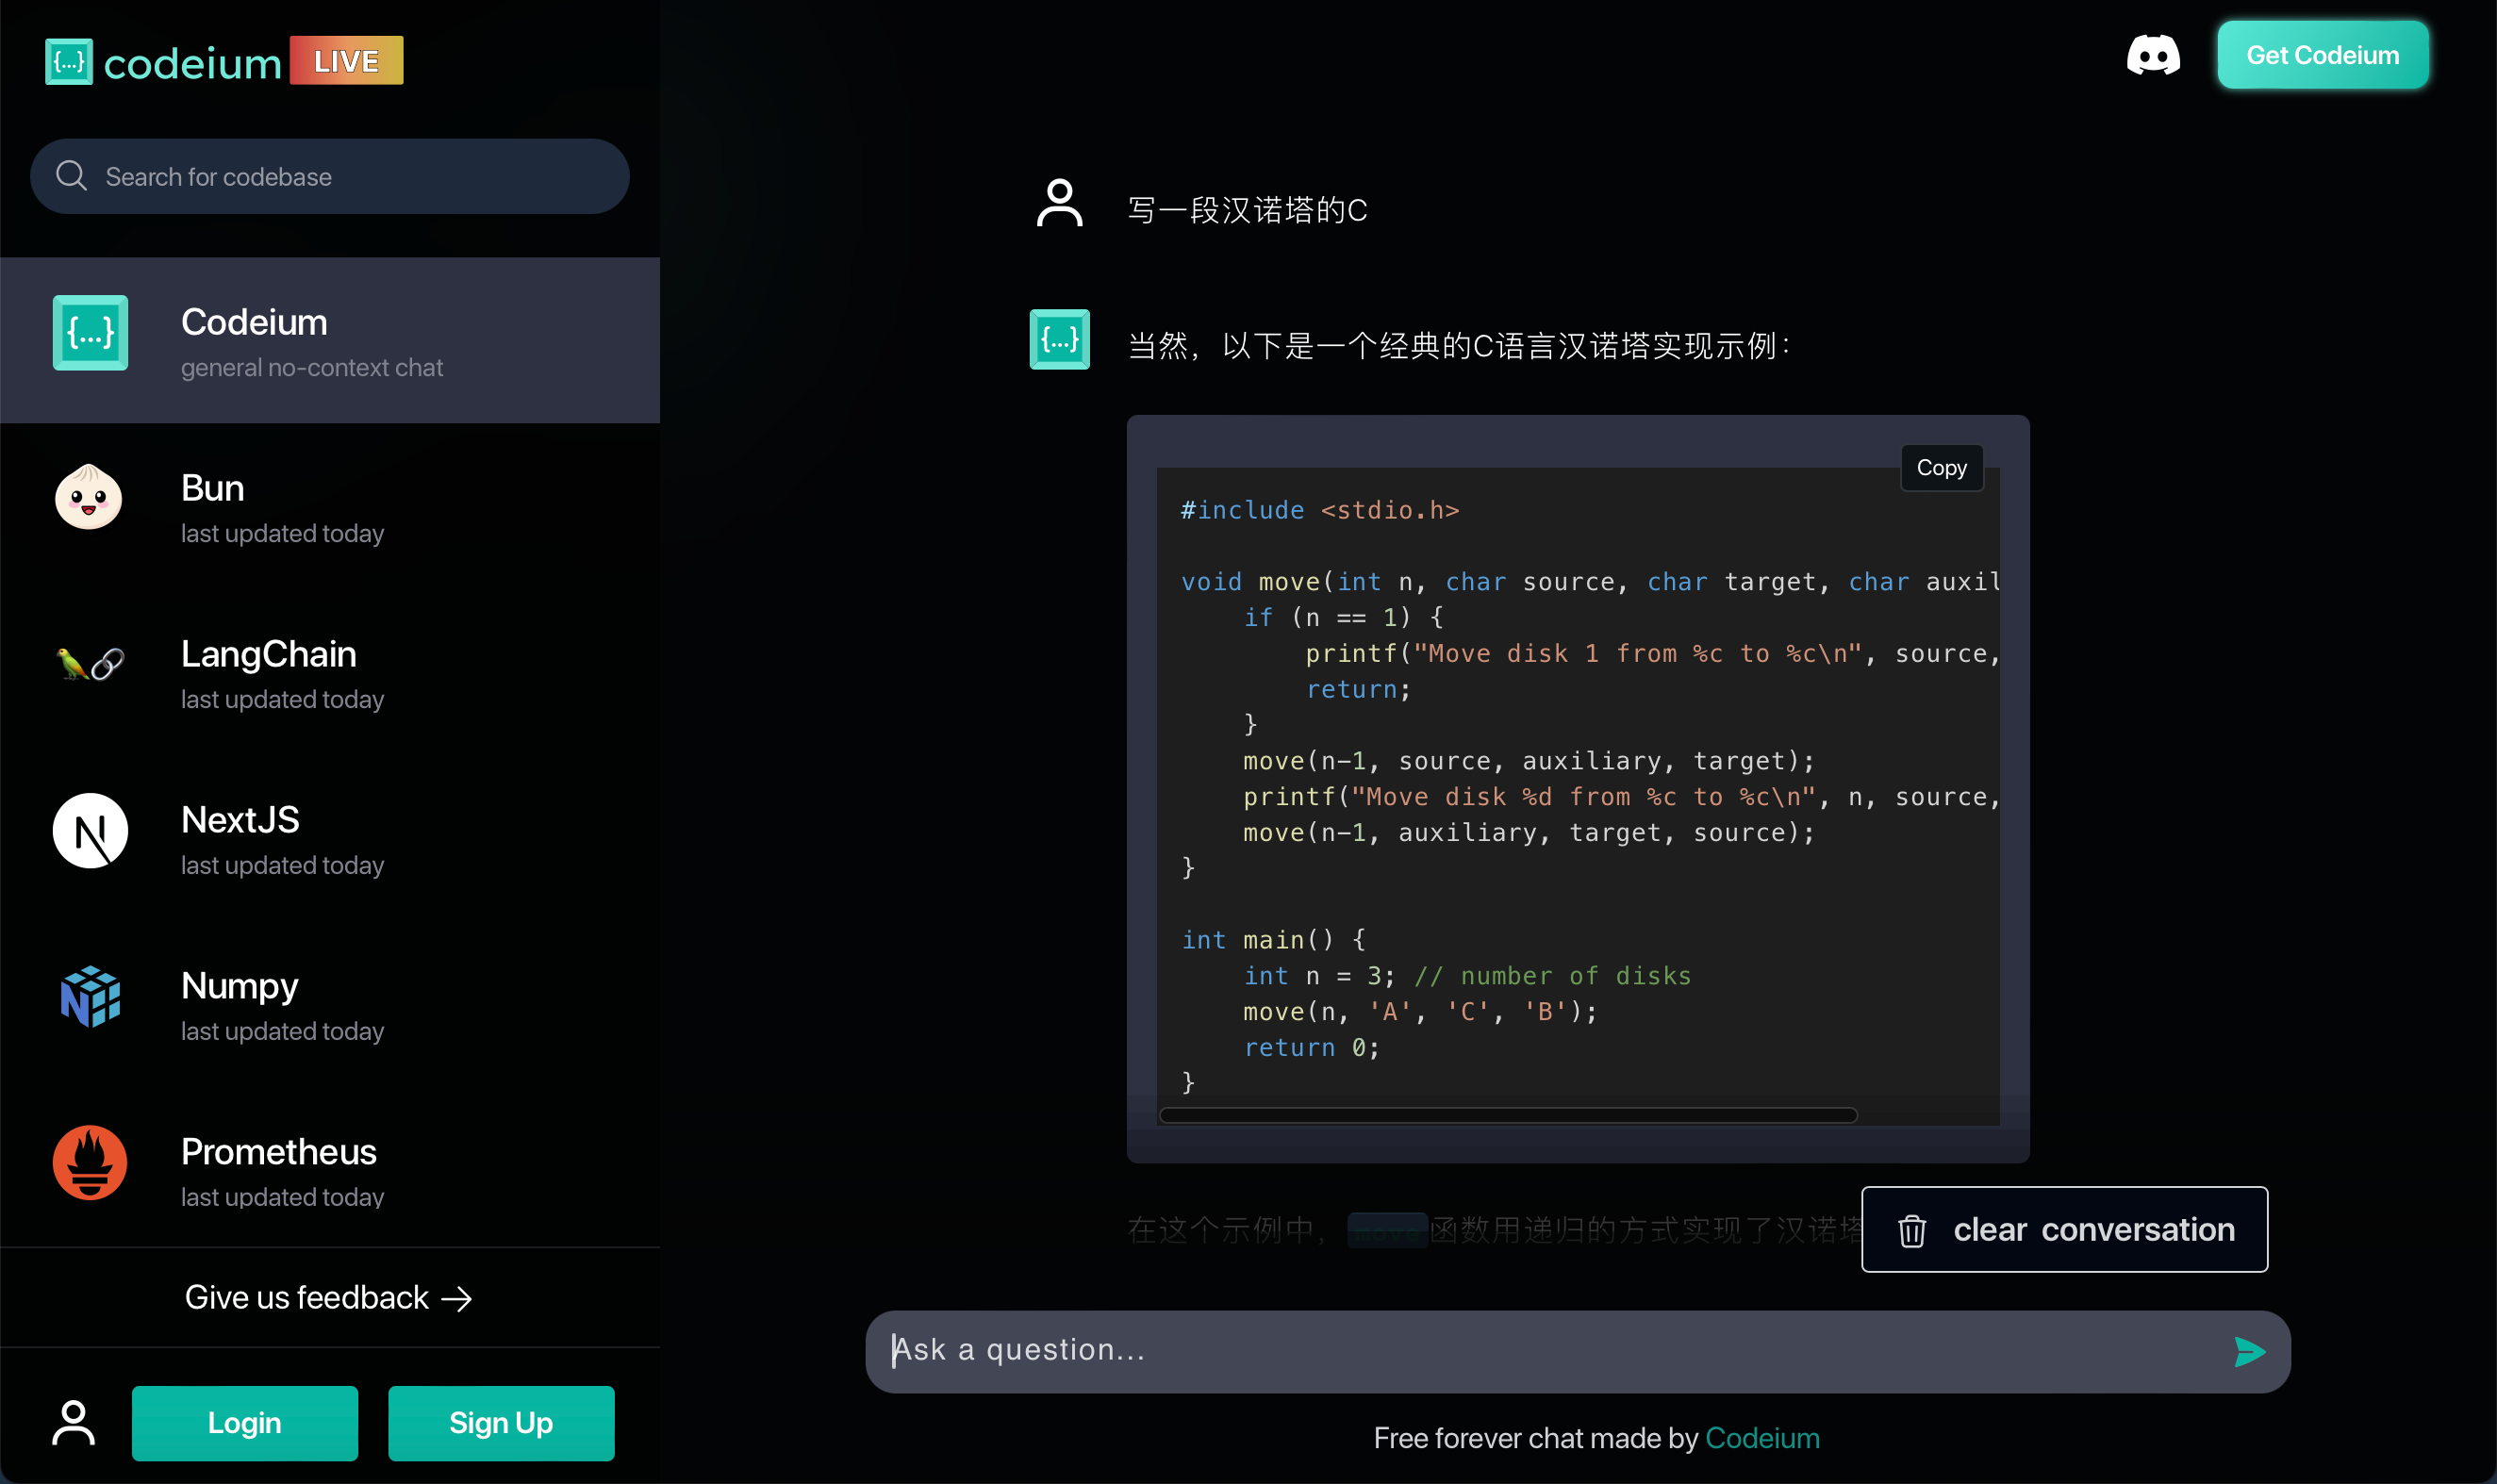 {...} codeium LIVE
Get Codeium
Search for codebase
{...}
Codeium
general no-context chat
Bun
last updated today
LangChain
last updated today
NextJS
last updated today
Numpy
last updated today
Prometheus
last updated today
Give us feedback →
Login
Sign Up
写一段汉诺塔的C
{...}
当然，以下是一个经典的C语言汉诺塔实现示例：
Copy
#include <stdio.h>
void move(int n, char source, char target, char auxil
if (n == 1) {
printf("Move disk 1 from %c to %c\n", source,
return;
}
move(n-1, source, auxiliary, target);
printf("Move disk %d from %c to %c\n", n, source,
move(n-1, auxiliary, target, source);
}
int main() {
int n = 3; // number of disks
move(n, 'A', 'C', 'B');
return 0;
}
在这个示例中，move函数用递归的方式实现了汉诺塔
clear conversation
Ask a question...
Free forever chat made by Codeium